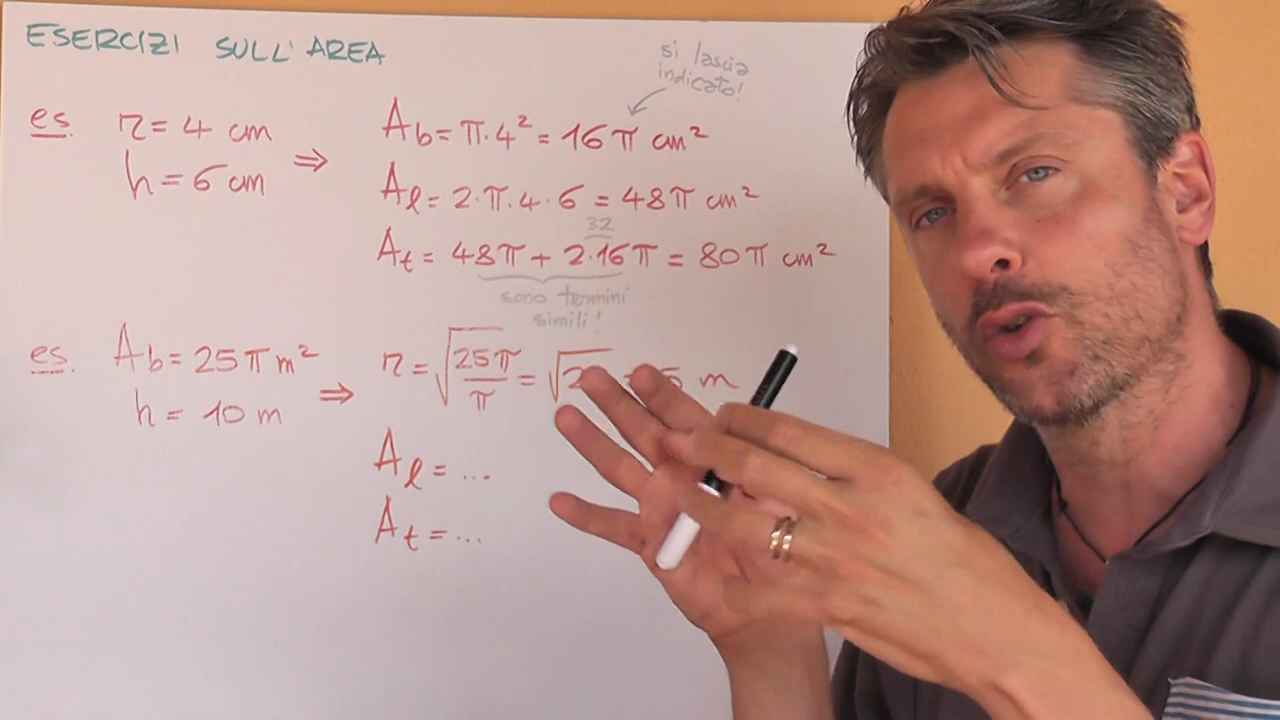 ESERCIZI SULL'AREA
si lascia
indicato!
es. r = 4 cm
h = 6 cm
⇒
A_b = π·4² = 16π cm²
A_l = 2·π·4·6 = 48π cm²
32
A_t = 48π + 2·16π = 80π cm²
sono termini
simili!
es. A_b = 25π m²
h = 10 m
⇒
r = √(25π/π) = √2 m
A_l = ...
A_t = ...